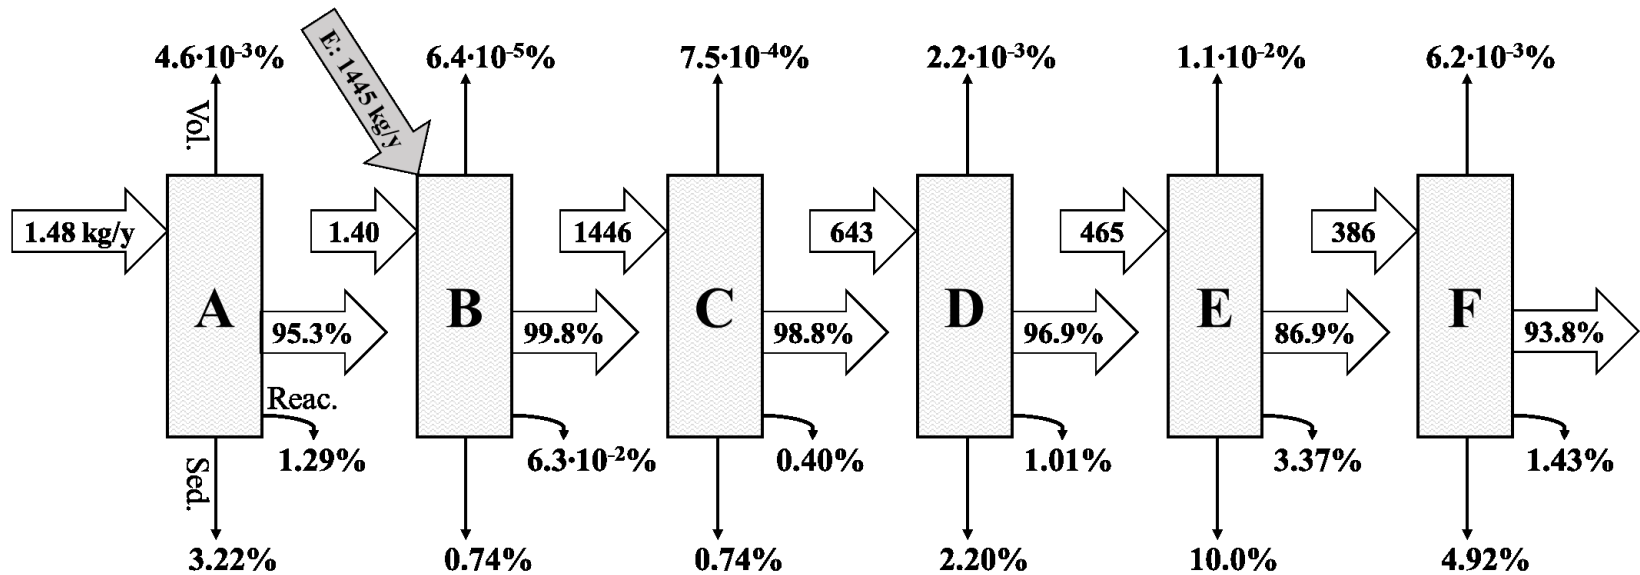 4.6·10⁻³%
6.4·10⁻⁵%
7.5·10⁻⁴%
2.2·10⁻³%
1.1·10⁻²%
6.2·10⁻³%
E: 1445 kg/y
Vol.
1.48 kg/y
1.40
1446
643
465
386
A
B
C
D
E
F
95.3%
99.8%
98.8%
96.9%
86.9%
93.8%
Reac.
1.29%
6.3·10⁻²%
0.40%
1.01%
3.37%
1.43%
Sed.
3.22%
0.74%
0.74%
2.20%
10.0%
4.92%